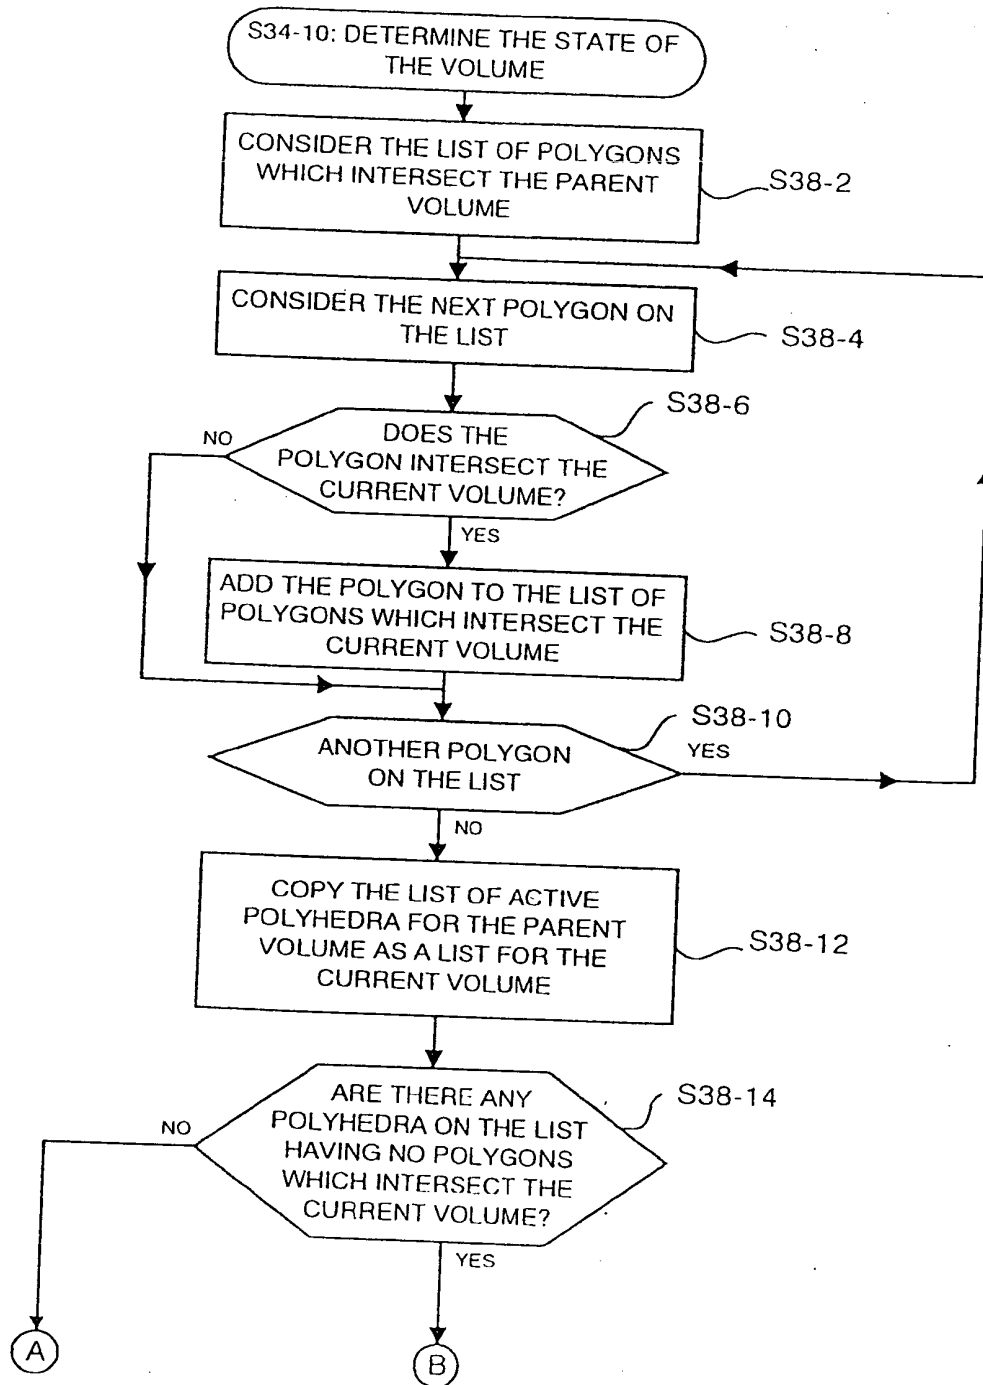 S34-10: DETERMINE THE STATE OF
THE VOLUME
CONSIDER THE LIST OF POLYGONS
WHICH INTERSECT THE PARENT
VOLUME
S38-2
CONSIDER THE NEXT POLYGON ON
THE LIST
S38-4
S38-6
NO
DOES THE
POLYGON INTERSECT THE
CURRENT VOLUME?
YES
ADD THE POLYGON TO THE LIST OF
POLYGONS WHICH INTERSECT THE
CURRENT VOLUME
S38-8
S38-10
ANOTHER POLYGON
ON THE LIST
YES
NO
COPY THE LIST OF ACTIVE
POLYHEDRA FOR THE PARENT
VOLUME AS A LIST FOR THE
CURRENT VOLUME
S38-12
S38-14
NO
ARE THERE ANY
POLYHEDRA ON THE LIST
HAVING NO POLYGONS
WHICH INTERSECT THE
CURRENT VOLUME?
YES
A
B